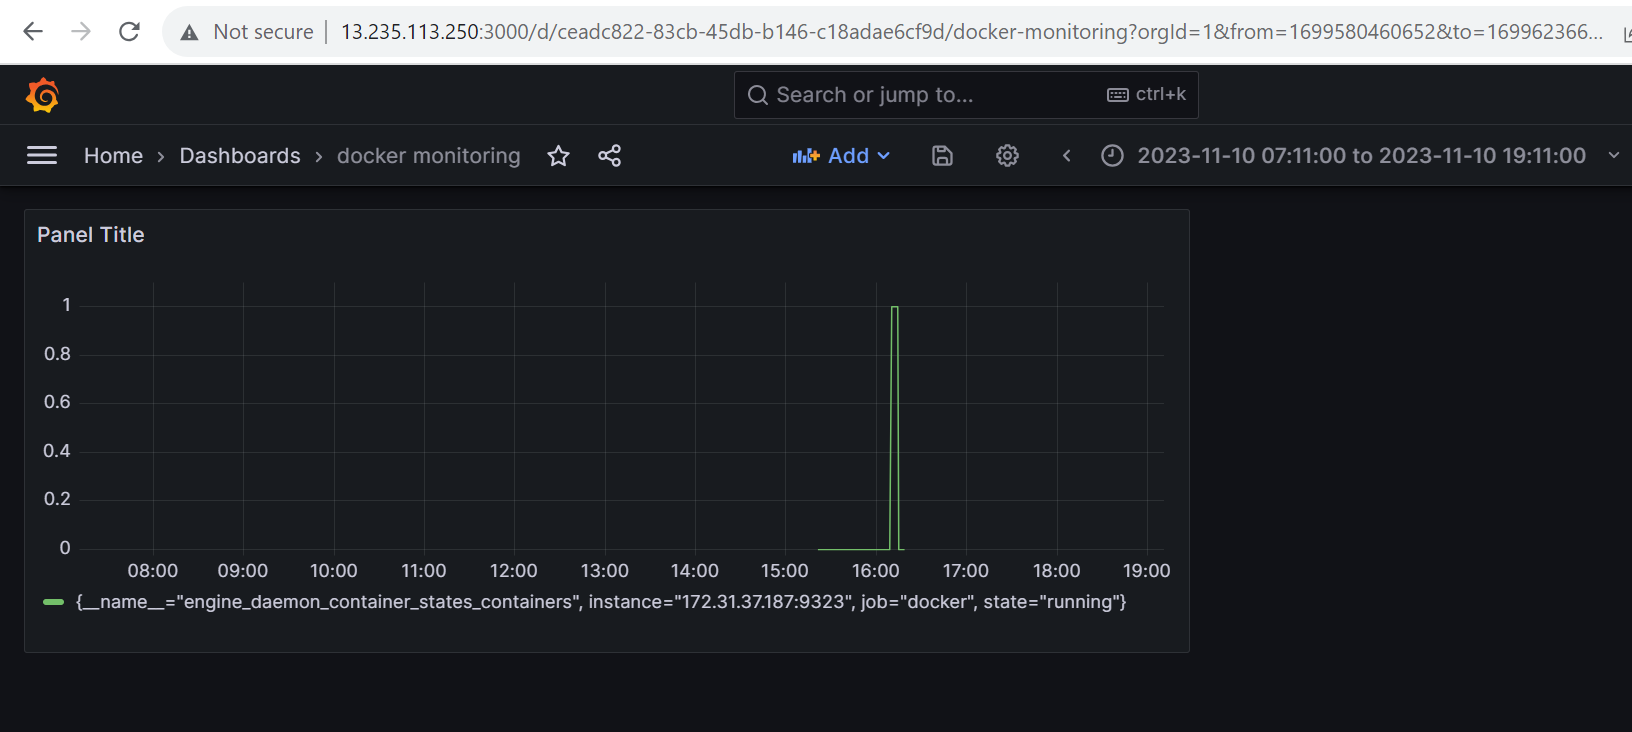 Not secure | 13.235.113.250:3000/d/ceadc822-83cb-45db-b146-c18adae6cf9d/docker-monitoring?orgId=1&from=1699580460652&to=169962366...
Search or jump to... ctrl+k
Home > Dashboards > docker monitoring Add 2023-11-10 07:11:00 to 2023-11-10 19:11:00
Panel Title
1
0.8
0.6
0.4
0.2
0
08:00 09:00 10:00 11:00 12:00 13:00 14:00 15:00 16:00 17:00 18:00 19:00
{__name__="engine_daemon_container_states_containers", instance="172.31.37.187:9323", job="docker", state="running"}